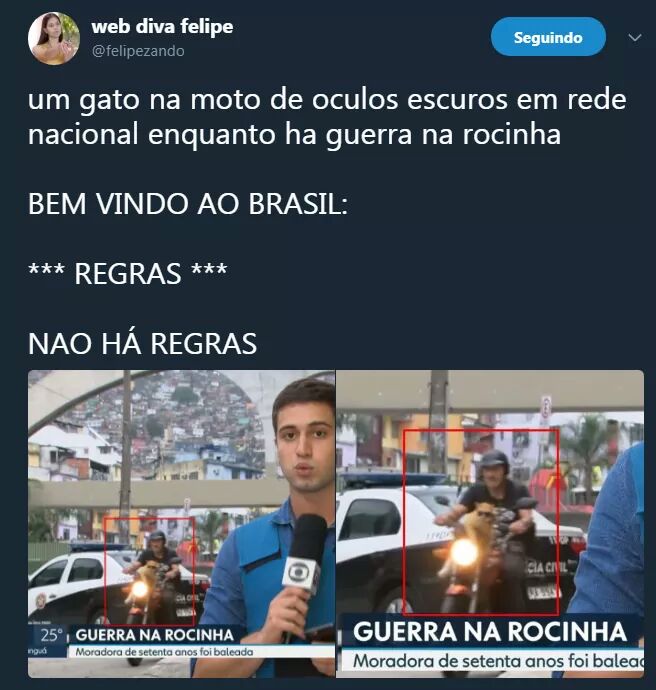 web diva felipe
@felipezando
Seguindo
um gato na moto de oculos escuros em rede
nacional enquanto ha guerra na rocinha
BEM VINDO AO BRASIL:
*** REGRAS ***
NAO HÁ REGRAS
25°
nguá
GUERRA NA ROCINHA
Moradora de setenta anos foi baleada
CIA CIVIL
GUERRA NA ROCINHA
Moradora de setenta anos foi balead